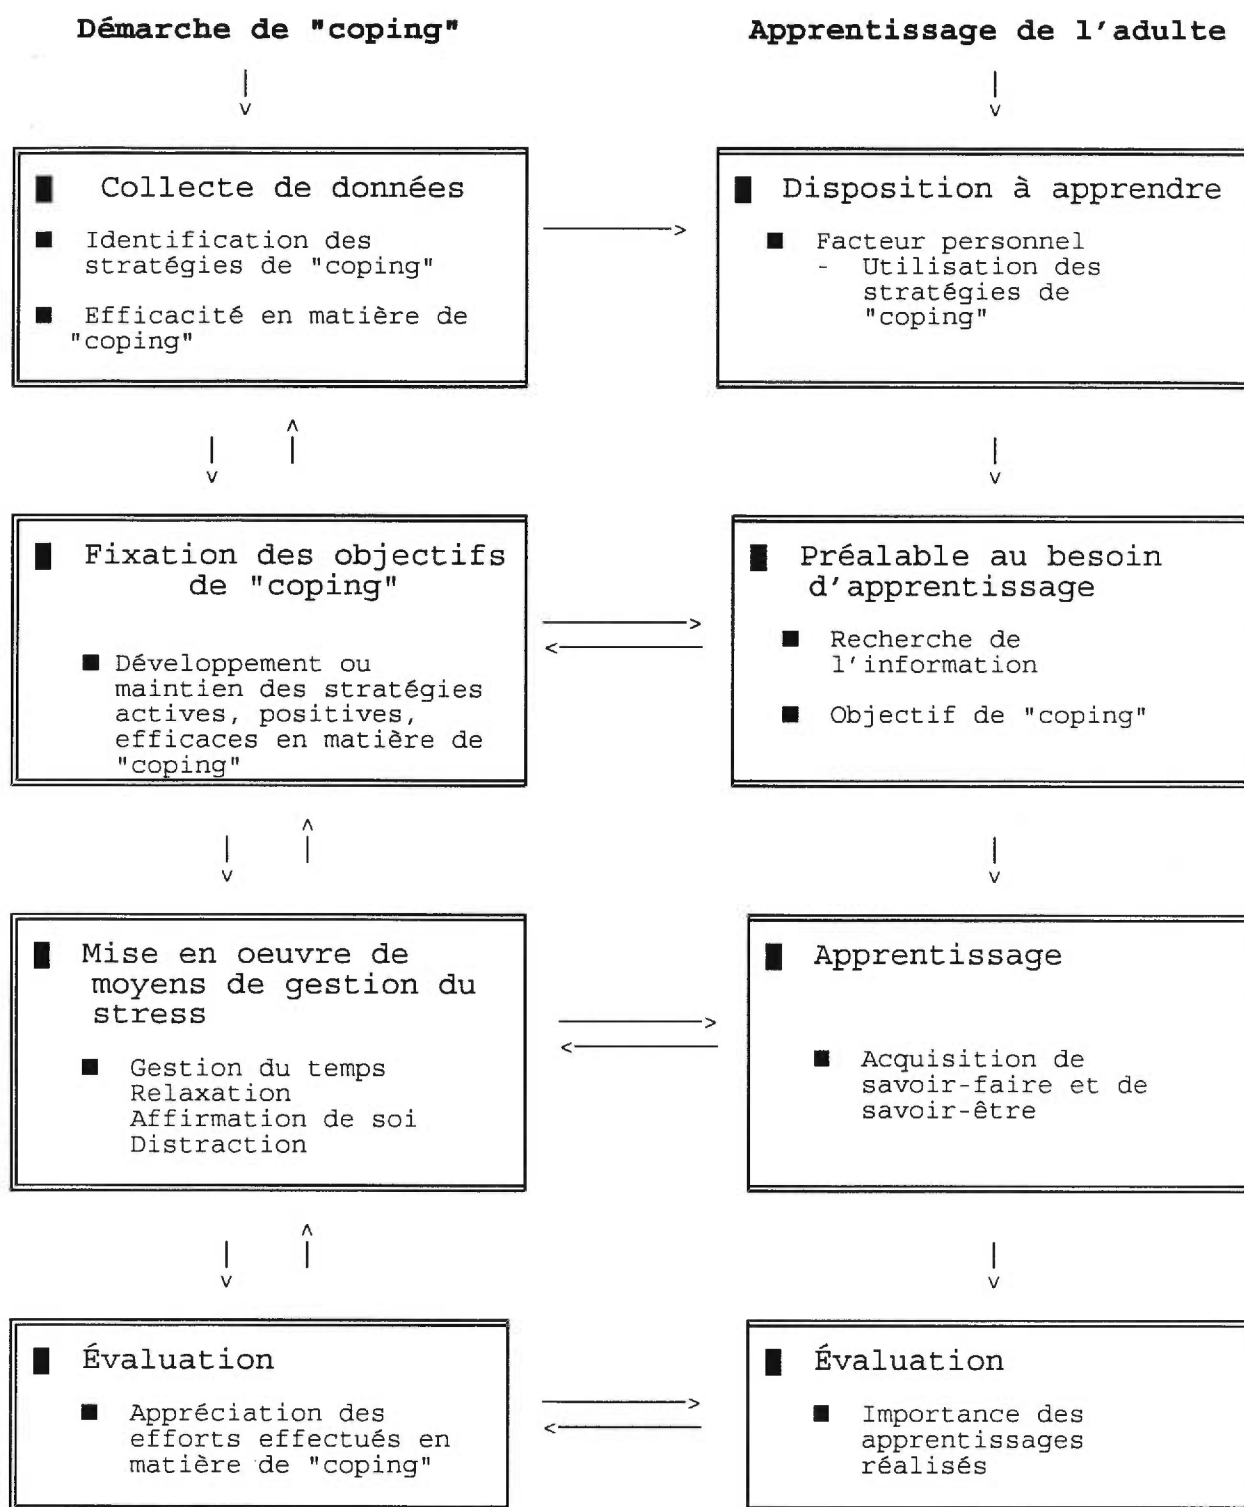 Démarche de "coping"
Apprentissage de l'adulte
Collecte de données
Identification des
stratégies de "coping"
Efficacité en matière de
"coping"
Disposition à apprendre
Facteur personnel
- Utilisation des
stratégies de
"coping"
Fixation des objectifs
de "coping"
Développement ou
maintien des stratégies
actives, positives,
efficaces en matière de
"coping"
Préalable au besoin
d'apprentissage
Recherche de
l'information
Objectif de "coping"
Mise en oeuvre de
moyens de gestion du
stress
Gestion du temps
Relaxation
Affirmation de soi
Distraction
Apprentissage
Acquisition de
savoir-faire et de
savoir-être
Évaluation
Appréciation des
efforts effectués en
matière de "coping"
Évaluation
Importance des
apprentissages
réalisés